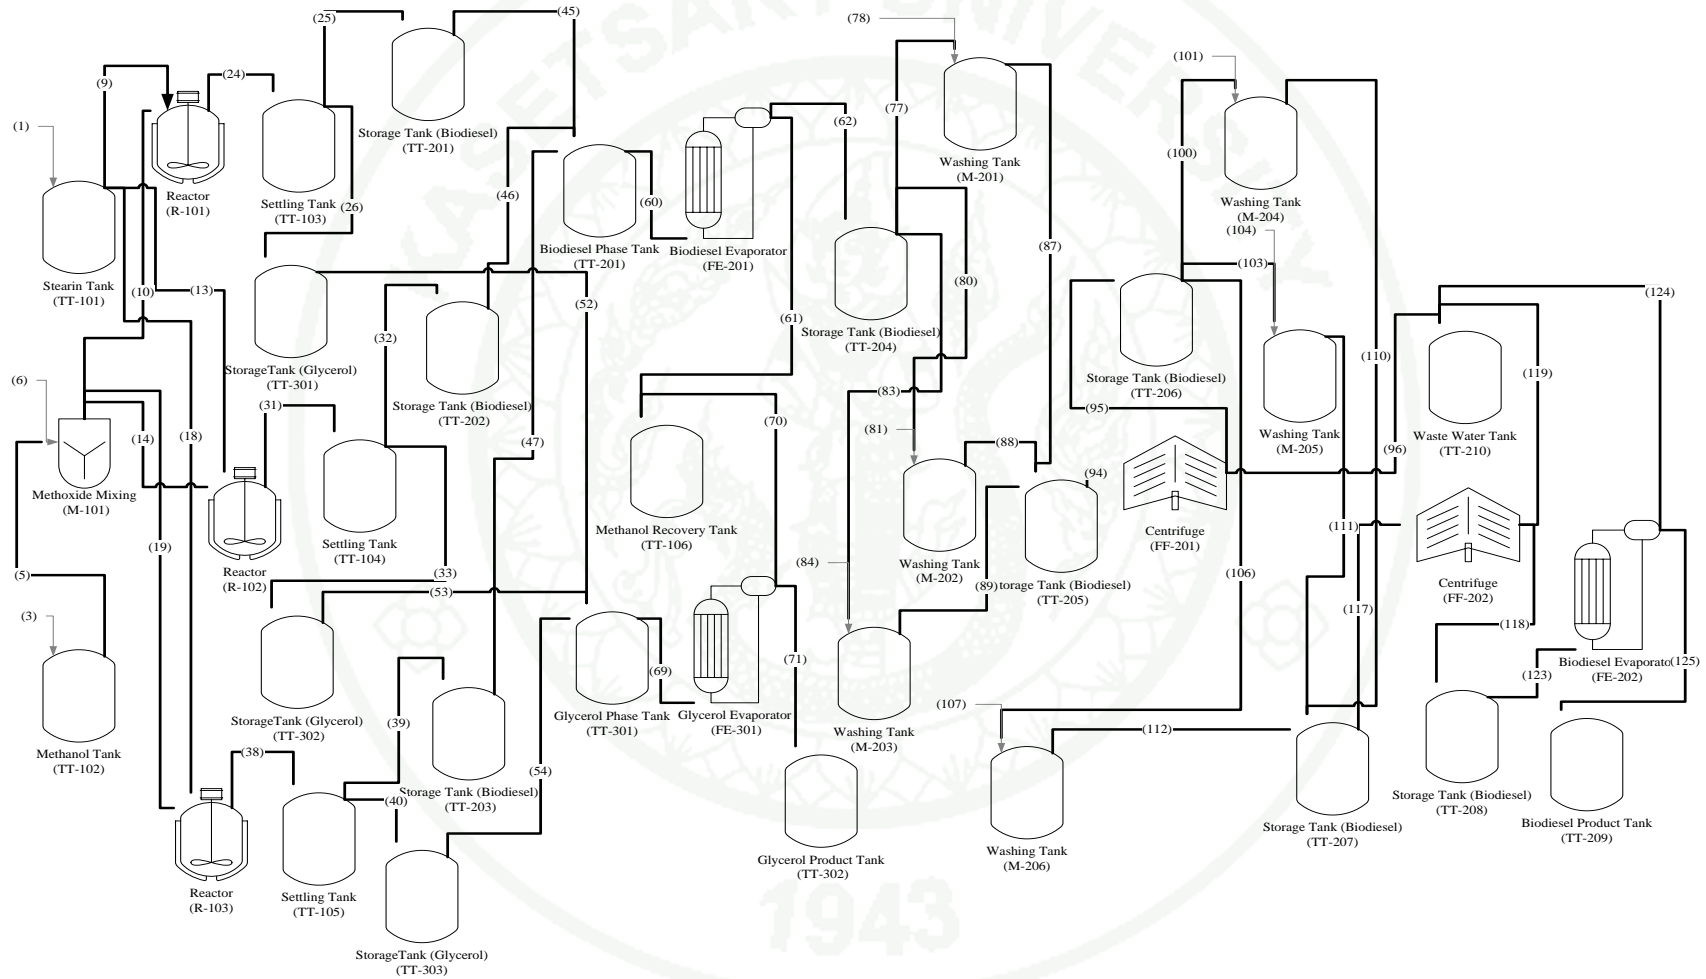 KASETSART UNIVERSITY
(25)
(45)
(78)
(101)
(9)
(24)
(1)
Reactor
(R-101)
Settling Tank
(TT-103)
(26)
Storage Tank (Biodiesel)
(TT-201)
(46)
(62)
(77)
Washing Tank
(M-201)
(100)
Washing Tank
(M-204)
(104)
(60)
Biodiesel Phase Tank
(TT-201)
Biodiesel Evaporator
(FE-201)
(87)
(103)
Stearin Tank
(TT-101)
(10)
(13)
(52)
(61)
(80)
(124)
Storage Tank (Biodiesel)
(TT-204)
(32)
StorageTank (Glycerol)
(TT-301)
Storage Tank (Biodiesel)
(TT-202)
(110)
(119)
Storage Tank (Biodiesel)
(TT-206)
(6)
(31)
(83)
(95)
(70)
(81)
(14)
(18)
(47)
(88)
Washing Tank
(M-205)
Waste Water Tank
(TT-210)
(96)
Methoxide Mixing
(M-101)
(94)
Methanol Recovery Tank
(TT-106)
Centrifuge
(FF-201)
(111)
(19)
Settling Tank
(TT-104)
Reactor
(R-102)
(33)
(5)
(53)
(84)
Washing Tank
(M-202)
(89)
torage Tank (Biodiesel)
(TT-205)
(106)
Centrifuge
(FF-202)
(3)
(117)
(118)
(71)
(69)
(123)
Biodiesel Evaporato
(125)
(FE-202)
StorageTank (Glycerol)
(TT-302)
(39)
Glycerol Phase Tank
(TT-301)
Glycerol Evaporator
(FE-301)
(107)
Washing Tank
(M-203)
(112)
Methanol Tank
(TT-102)
(38)
(54)
(40)
Storage Tank (Biodiesel)
(TT-203)
Storage Tank (Biodiesel)
(TT-208)
Storage Tank (Biodiesel)
(TT-207)
Biodiesel Product Tank
(TT-209)
Glycerol Product Tank
(TT-302)
Washing Tank
(M-206)
Reactor
(R-103)
Settling Tank
(TT-105)
StorageTank (Glycerol)
(TT-303)
1943